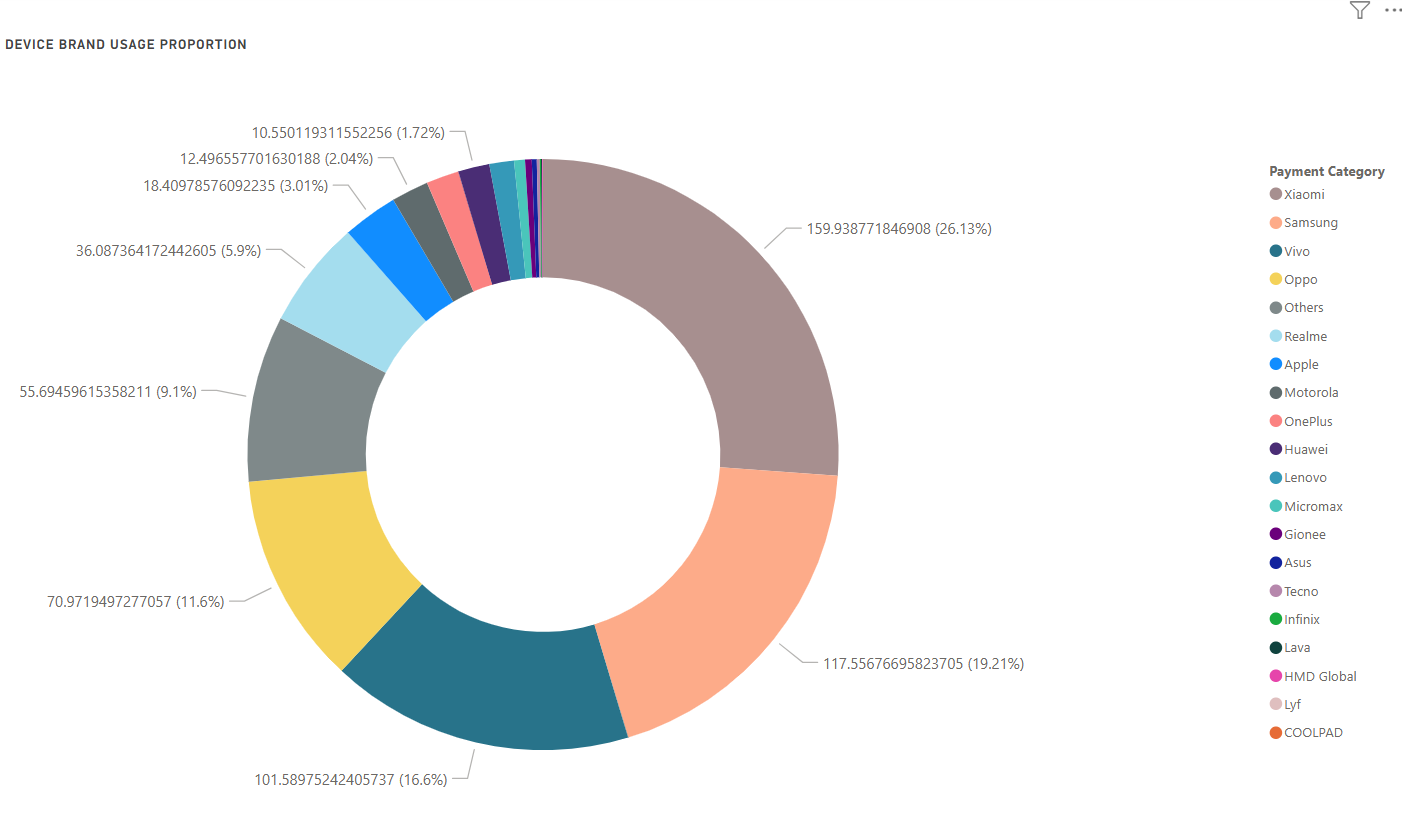 DEVICE BRAND USAGE PROPORTION
10.550119311552256 (1.72%)
12.496557701630188 (2.04%)
18.40978576092235 (3.01%)
36.087364172442605 (5.9%)
55.69459615358211 (9.1%)
70.9719497277057 (11.6%)
101.58975242405737 (16.6%)
159.938771846908 (26.13%)
117.55676695823705 (19.21%)
Payment Category
Xiaomi
Samsung
Vivo
Oppo
Others
Realme
Apple
Motorola
OnePlus
Huawei
Lenovo
Micromax
Gionee
Asus
Tecno
Infinix
Lava
HMD Global
Lyf
COOLPAD